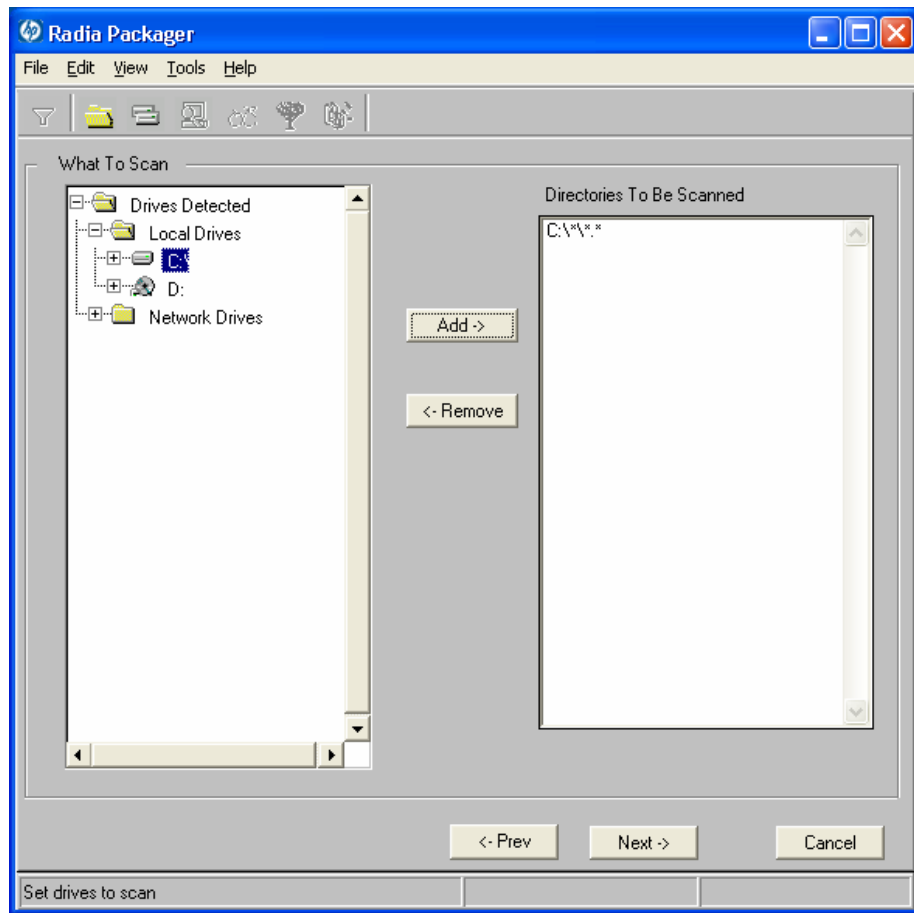 Radia Packager
File Edit View Tools Help
What To Scan
Drives Detected
Local Drives
C:\
D:
Network Drives
Add ->
<- Remove
Directories To Be Scanned
C:\*\*.*
<- Prev
Next ->
Cancel
Set drives to scan